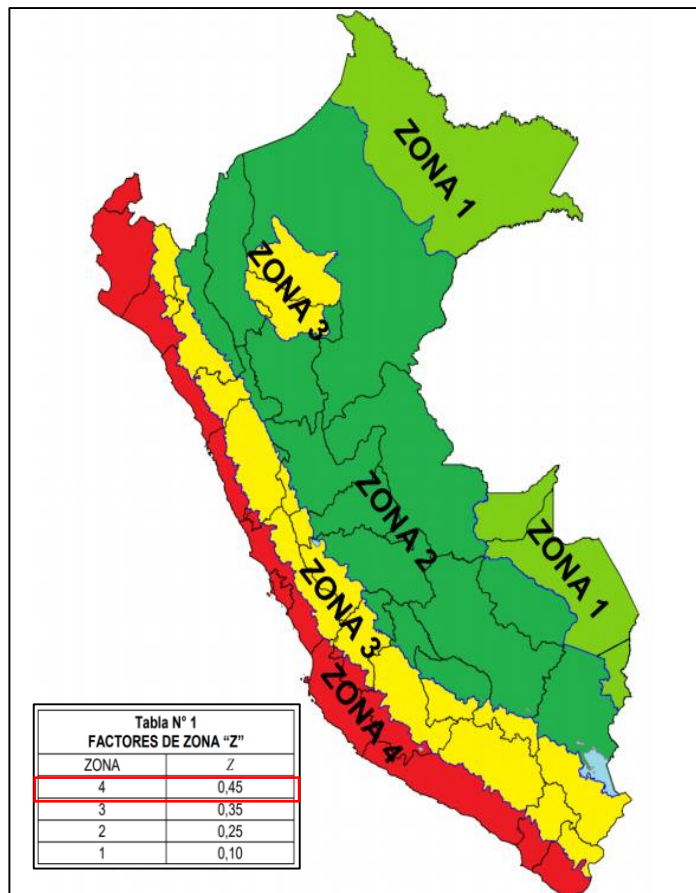 ZONA 1
ZONA 3
ZONA 2
ZONA 1
ZONA 3
ZONA 4
Tabla N° 1
FACTORES DE ZONA “Z”
ZONA Z
4 0,45
3 0,35
2 0,25
1 0,10